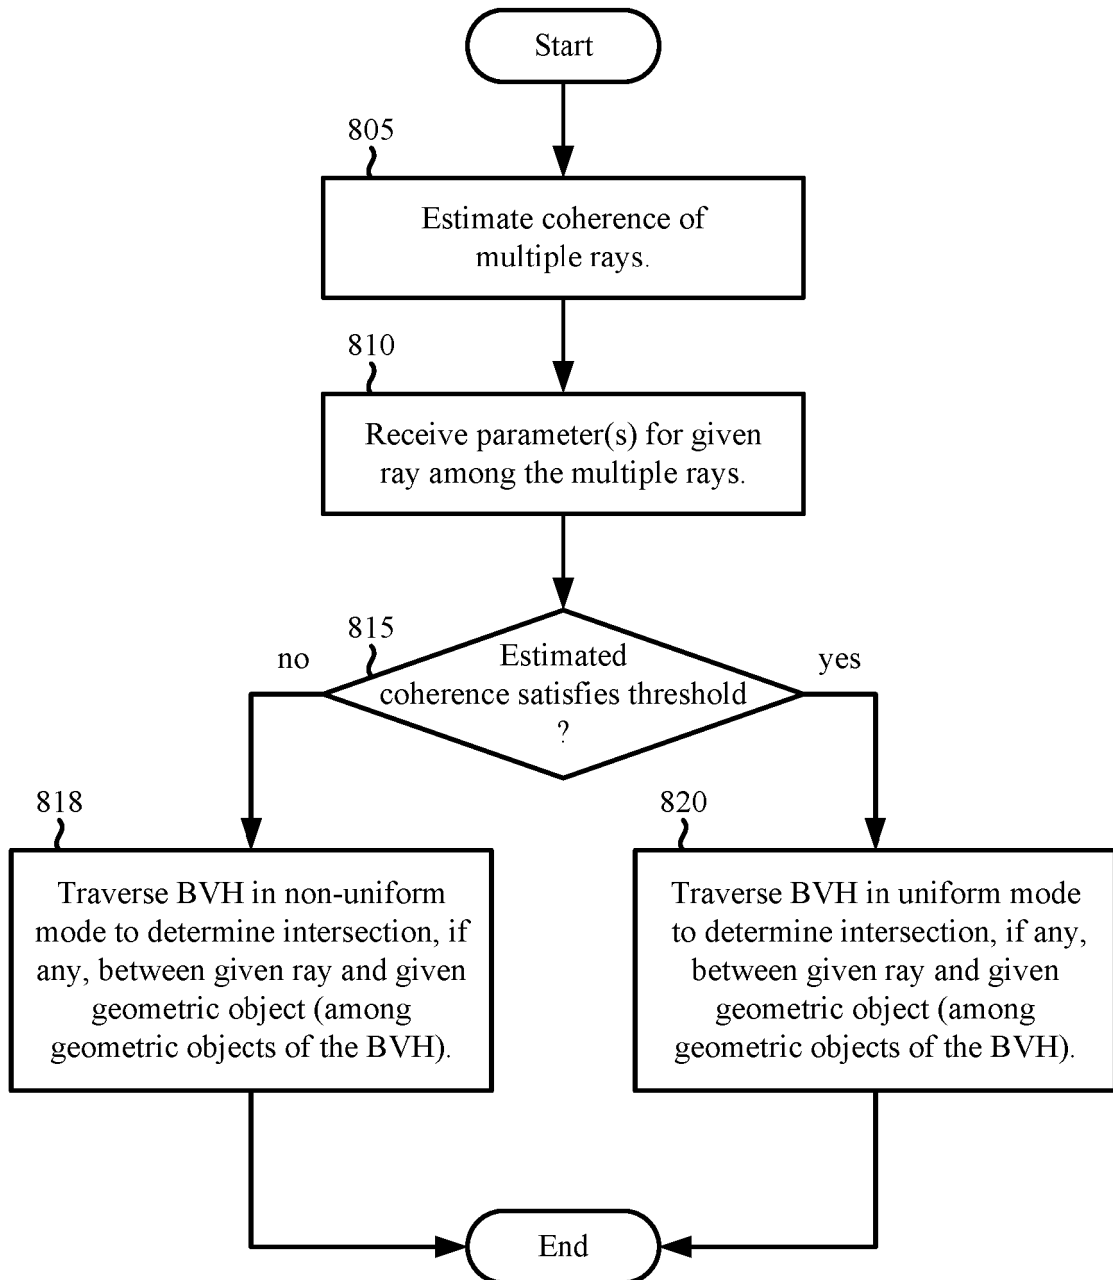 Start
805
Estimate coherence of
multiple rays.
810
Receive parameter(s) for given
ray among the multiple rays.
815
no
Estimated
yes
coherence satisfies threshold
?
818
Traverse BVH in non-uniform
mode to determine intersection, if
any, between given ray and given
geometric object (among
geometric objects of the BVH).
820
Traverse BVH in uniform mode
to determine intersection, if any,
between given ray and given
geometric object (among
geometric objects of the BVH).
End